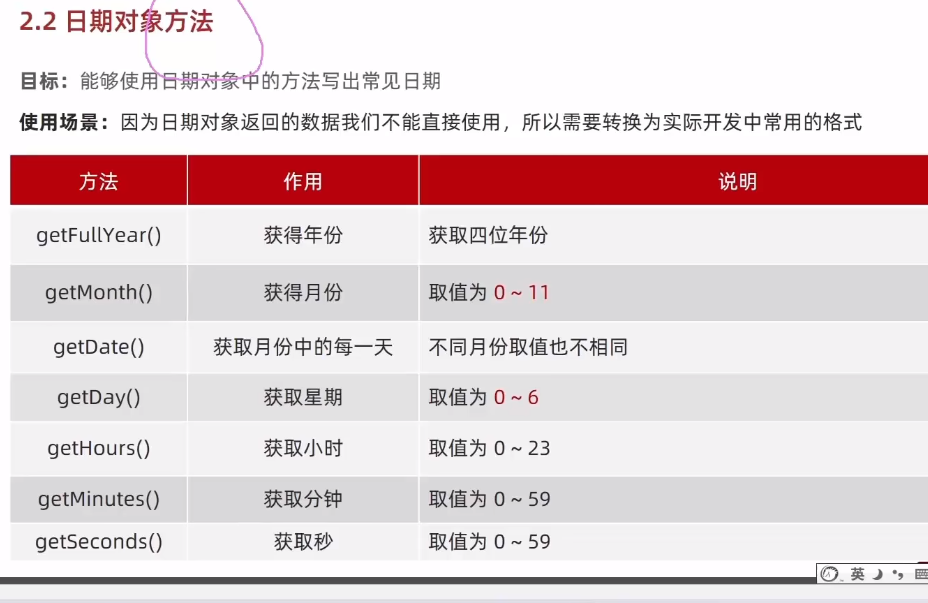 2.2 日期对象方法
目标：能够使用日期对象中的方法写出常见日期
使用场景：因为日期对象返回的数据我们不能直接使用，所以需要转换为实际开发中常用的格式
方法 作用 说明
getFullYear() 获得年份 获取四位年份
getMonth() 获得月份 取值为 0 ~ 11
getDate() 获取月份中的每一天 不同月份取值也不相同
getDay() 获取星期 取值为 0 ~ 6
getHours() 获取小时 取值为 0 ~ 23
getMinutes() 获取分钟 取值为 0 ~ 59
getSeconds() 获取秒 取值为 0 ~ 59
英